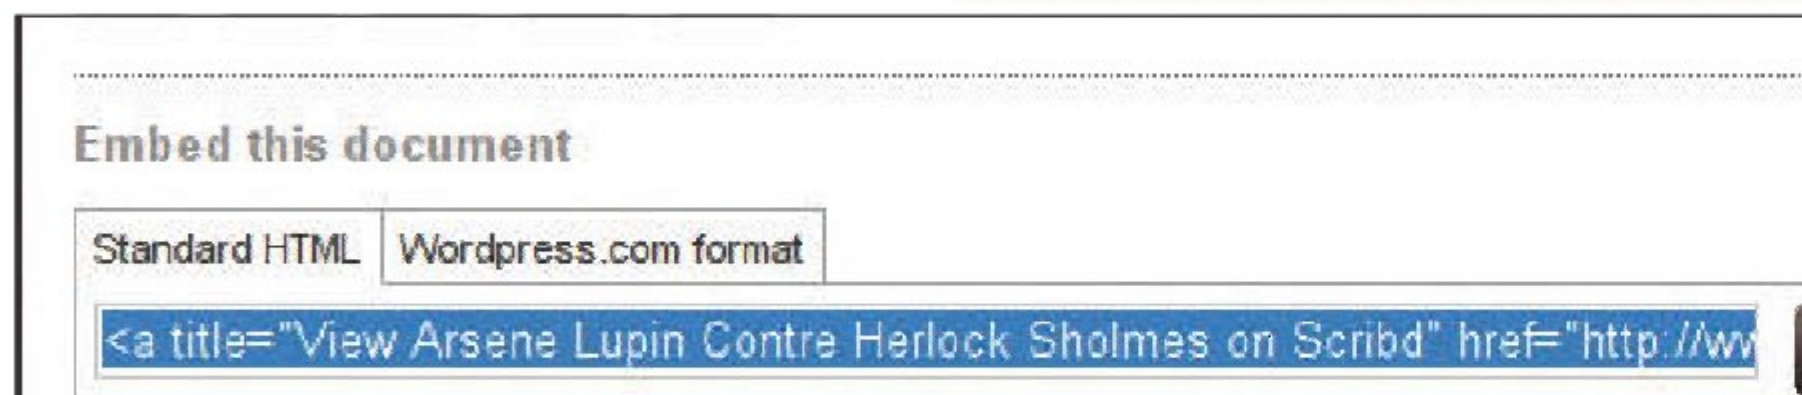 Embed this document
Standard HTML
Wordpress.com format
<a title="View Arsene Lupin Contre Herlock Sholmes on Scribd" href="http://ww